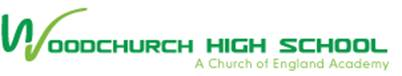 WOODCHURCH HIGH SCHOOL
A Church of England Academy